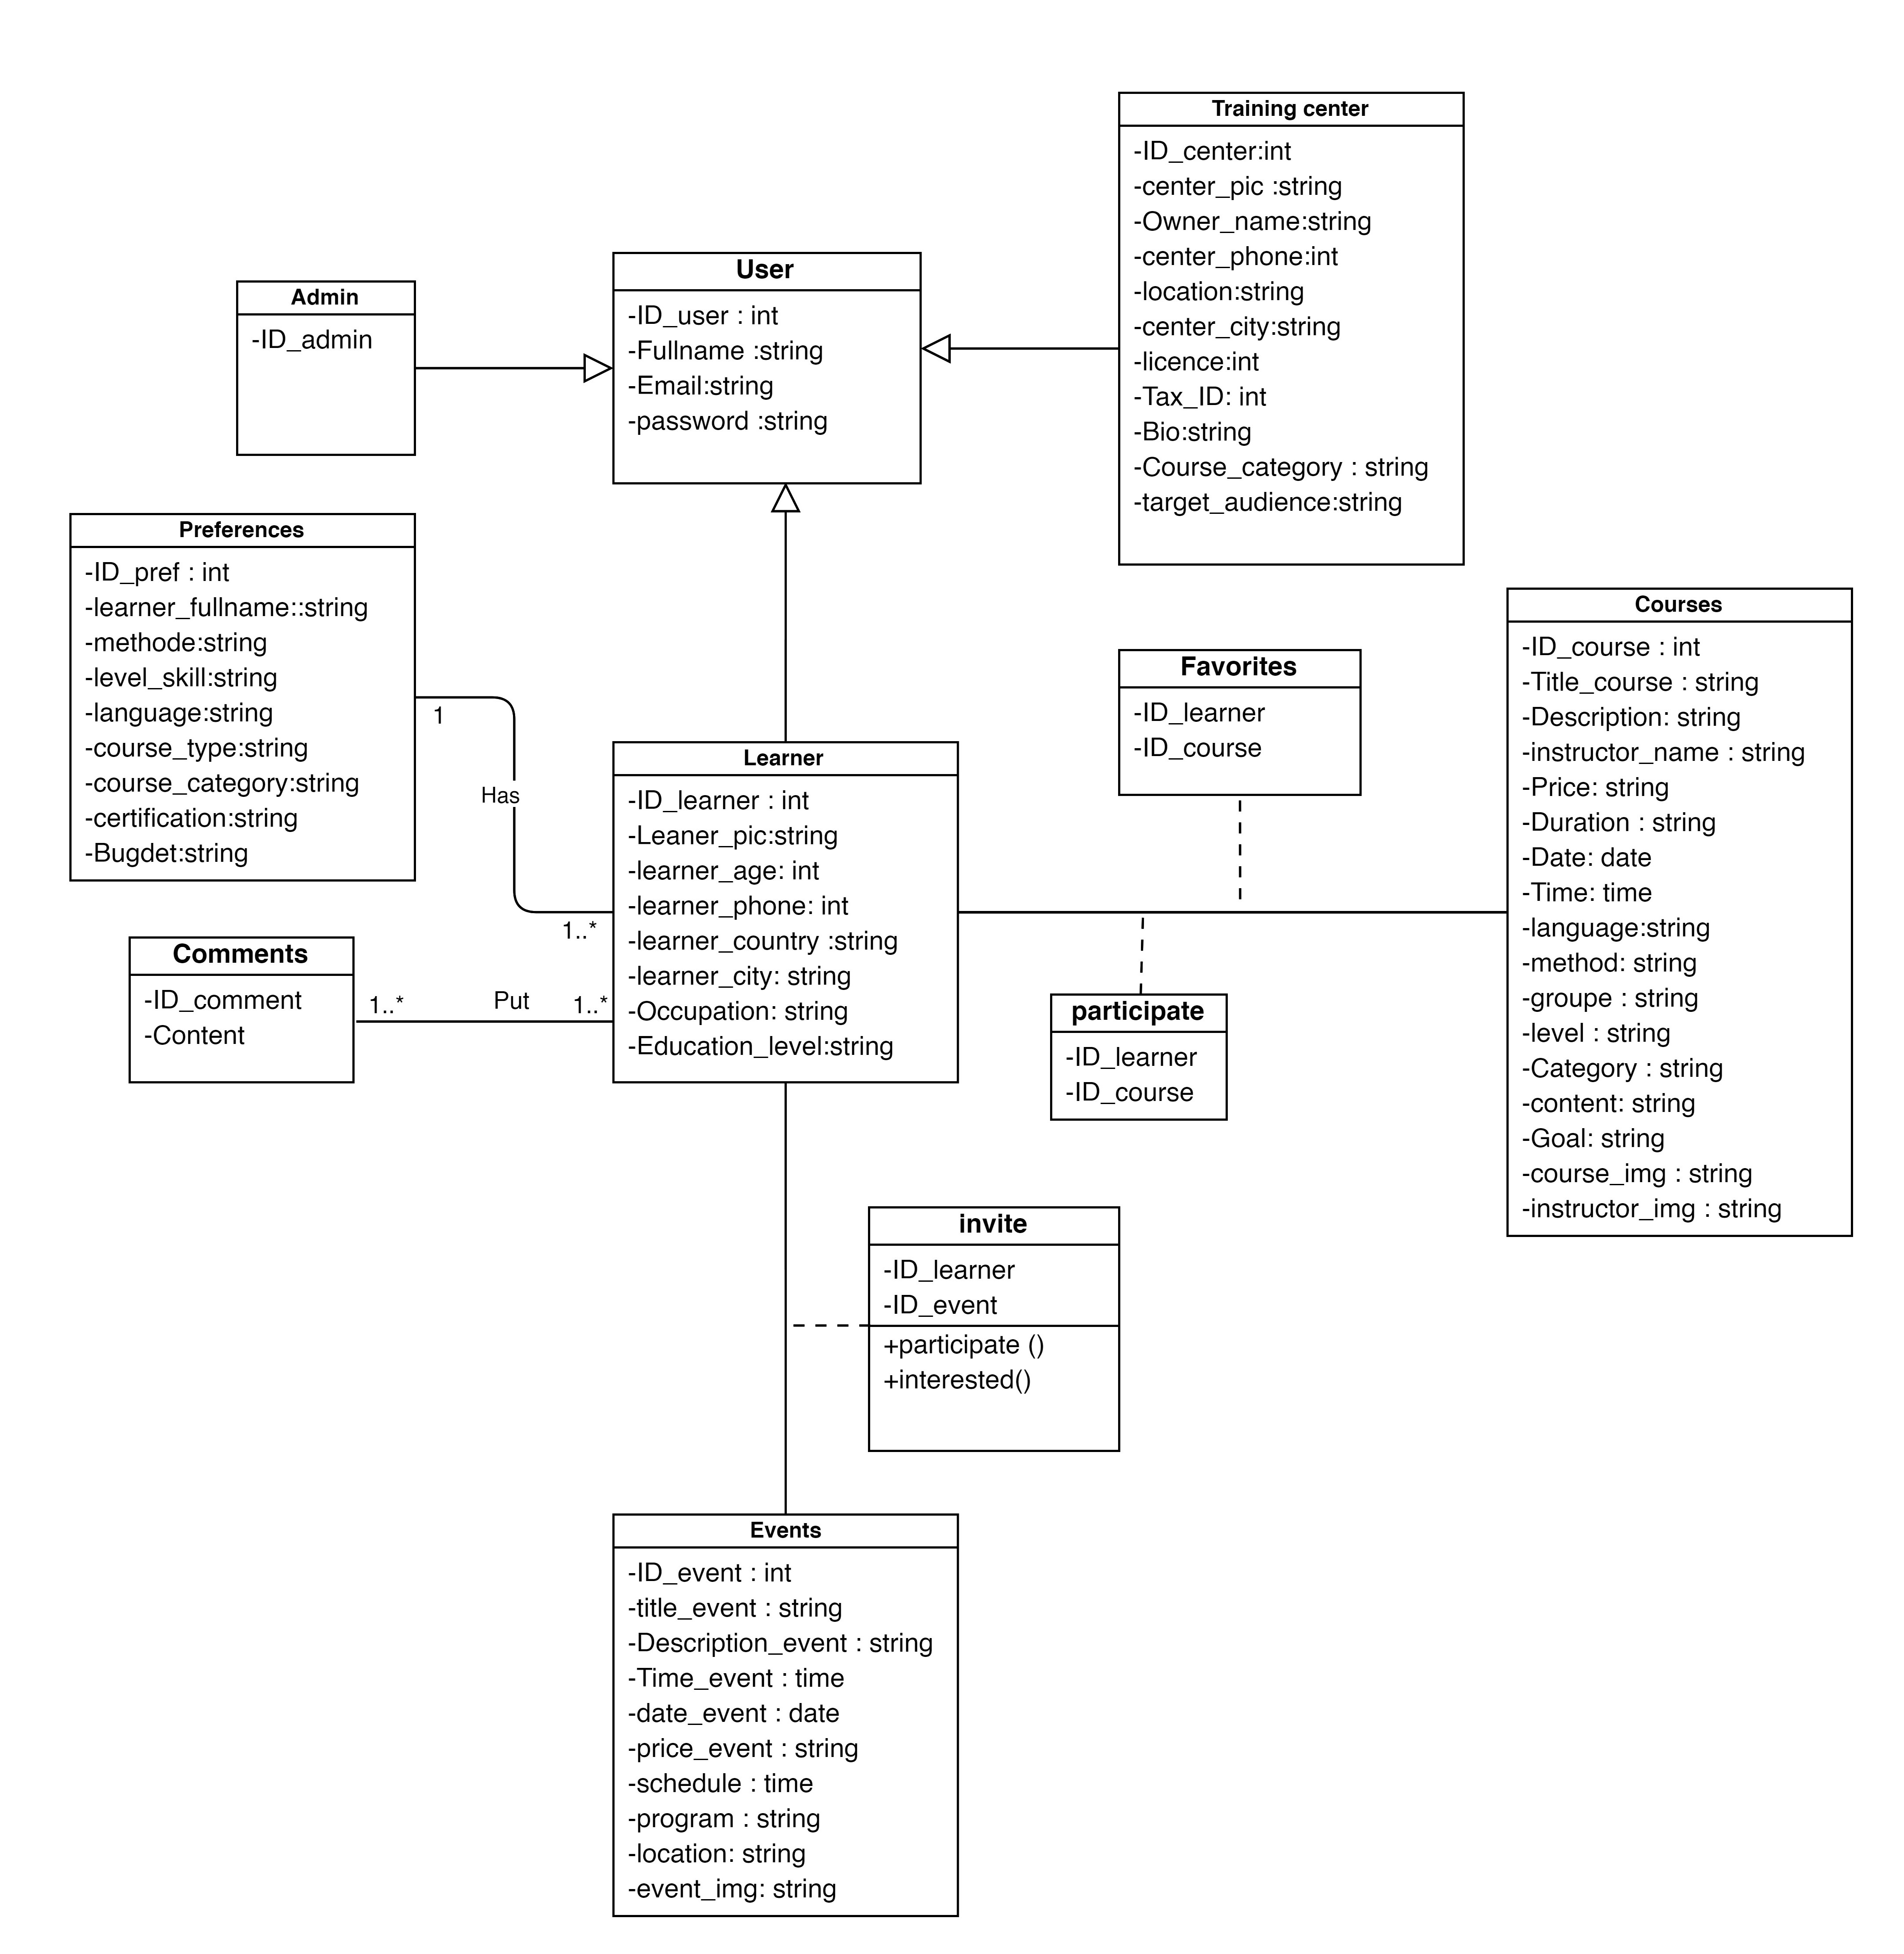 Training center
-ID_center:int
-center_pic :string
-Owner_name:string
-center_phone:int
-location:string
-center_city:string
-licence:int
-Tax_ID: int
-Bio:string
-Course_category : string
-target_audience:string
User
-ID_user : int
-Fullname :string
-Email:string
-password :string
Admin
-ID_admin
Preferences
-ID_pref : int
-learner_fullname::string
-methode:string
-level_skill:string
-language:string
-course_type:string
-course_category:string
-certification:string
-Bugdet:string
1
Has
1..*
Courses
-ID_course : int
-Title_course : string
-Description: string
-instructor_name : string
-Price: string
-Duration : string
-Date: date
-Time: time
-language:string
-method: string
-groupe : string
-level : string
-Category : string
-content: string
-Goal: string
-course_img : string
-instructor_img : string
Favorites
-ID_learner
-ID_course
Learner
-ID_learner : int
-Leaner_pic:string
-learner_age: int
-learner_phone: int
-learner_country :string
-learner_city: string
-Occupation: string
-Education_level:string
Comments
-ID_comment
-Content
1..*
Put
1..*
participate
-ID_learner
-ID_course
invite
-ID_learner
-ID_event
+participate ()
+interested()
Events
-ID_event : int
-title_event : string
-Description_event : string
-Time_event : time
-date_event : date
-price_event : string
-schedule : time
-program : string
-location: string
-event_img: string